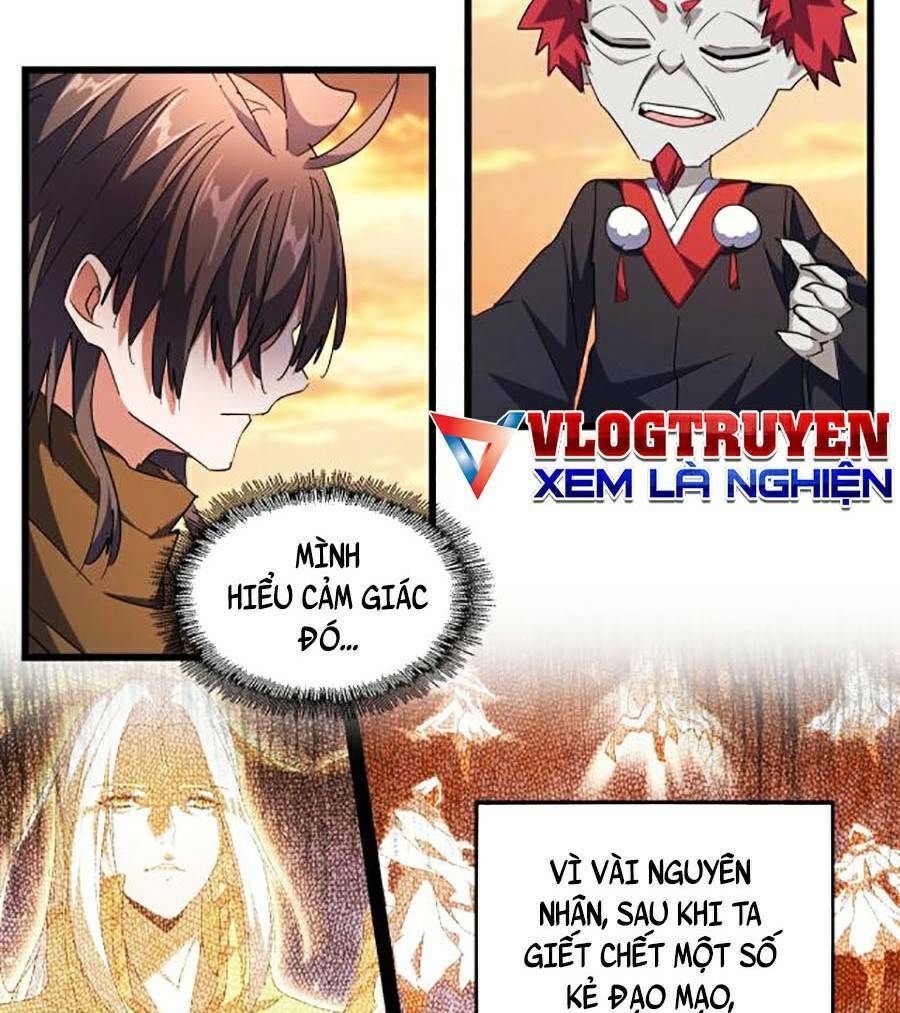 VLOGTRUYEN
XEM LÀ NGHIỆN
MÌNH
HIỂU CẢM GIÁC
ĐÓ...
VÌ VÀI NGUYÊN
NHÂN, SAU KHI TA
GIẾT CHẾT MỘT SỐ
KẺ ĐẠO MẠO,